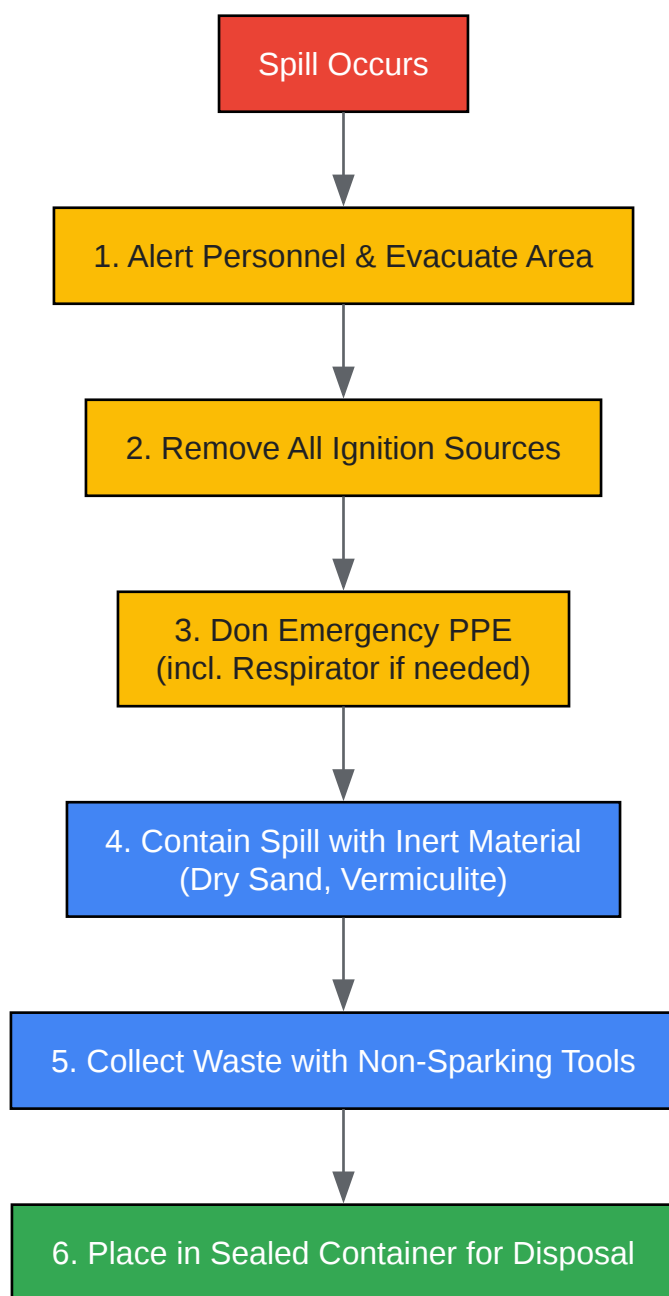 Spill Occurs
1. Alert Personnel & Evacuate Area
2. Remove All Ignition Sources
3. Don Emergency PPE
(incl. Respirator if needed)
4. Contain Spill with Inert Material
(Dry Sand, Vermiculite)
5. Collect Waste with Non-Sparking Tools
6. Place in Sealed Container for Disposal